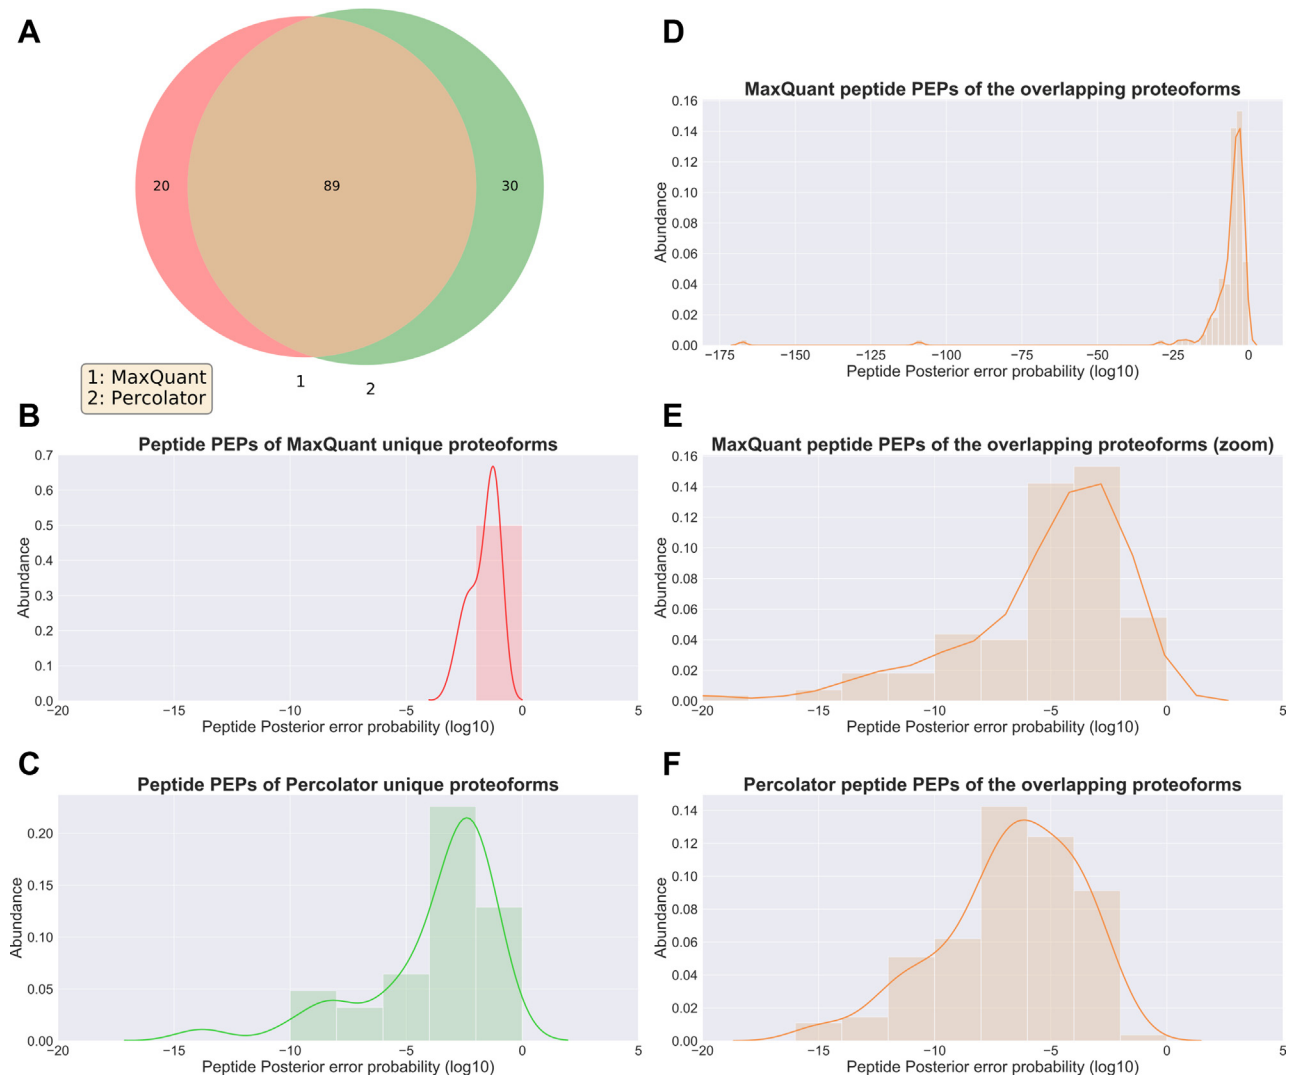 A
20
89
30
1
2
1: MaxQuant
2: Percolator
B
Peptide PEPs of MaxQuant unique proteoforms
Abundance
0.7
0.6
0.5
0.4
0.3
0.2
0.1
0.0
−20 −15 −10 −5 0 5
Peptide Posterior error probability (log10)
C
Peptide PEPs of Percolator unique proteoforms
Abundance
0.20
0.15
0.10
0.05
0.00
−20 −15 −10 −5 0 5
Peptide Posterior error probability (log10)
D
MaxQuant peptide PEPs of the overlapping proteoforms
Abundance
0.16
0.14
0.12
0.10
0.08
0.06
0.04
0.02
0.00
−175 −150 −125 −100 −75 −50 −25 0
Peptide Posterior error probability (log10)
E
MaxQuant peptide PEPs of the overlapping proteoforms (zoom)
Abundance
0.16
0.14
0.12
0.10
0.08
0.06
0.04
0.02
0.00
−20 −15 −10 −5 0 5
Peptide Posterior error probability (log10)
F
Percolator peptide PEPs of the overlapping proteoforms
Abundance
0.14
0.12
0.10
0.08
0.06
0.04
0.02
0.00
−20 −15 −10 −5 0 5
Peptide Posterior error probability (log10)